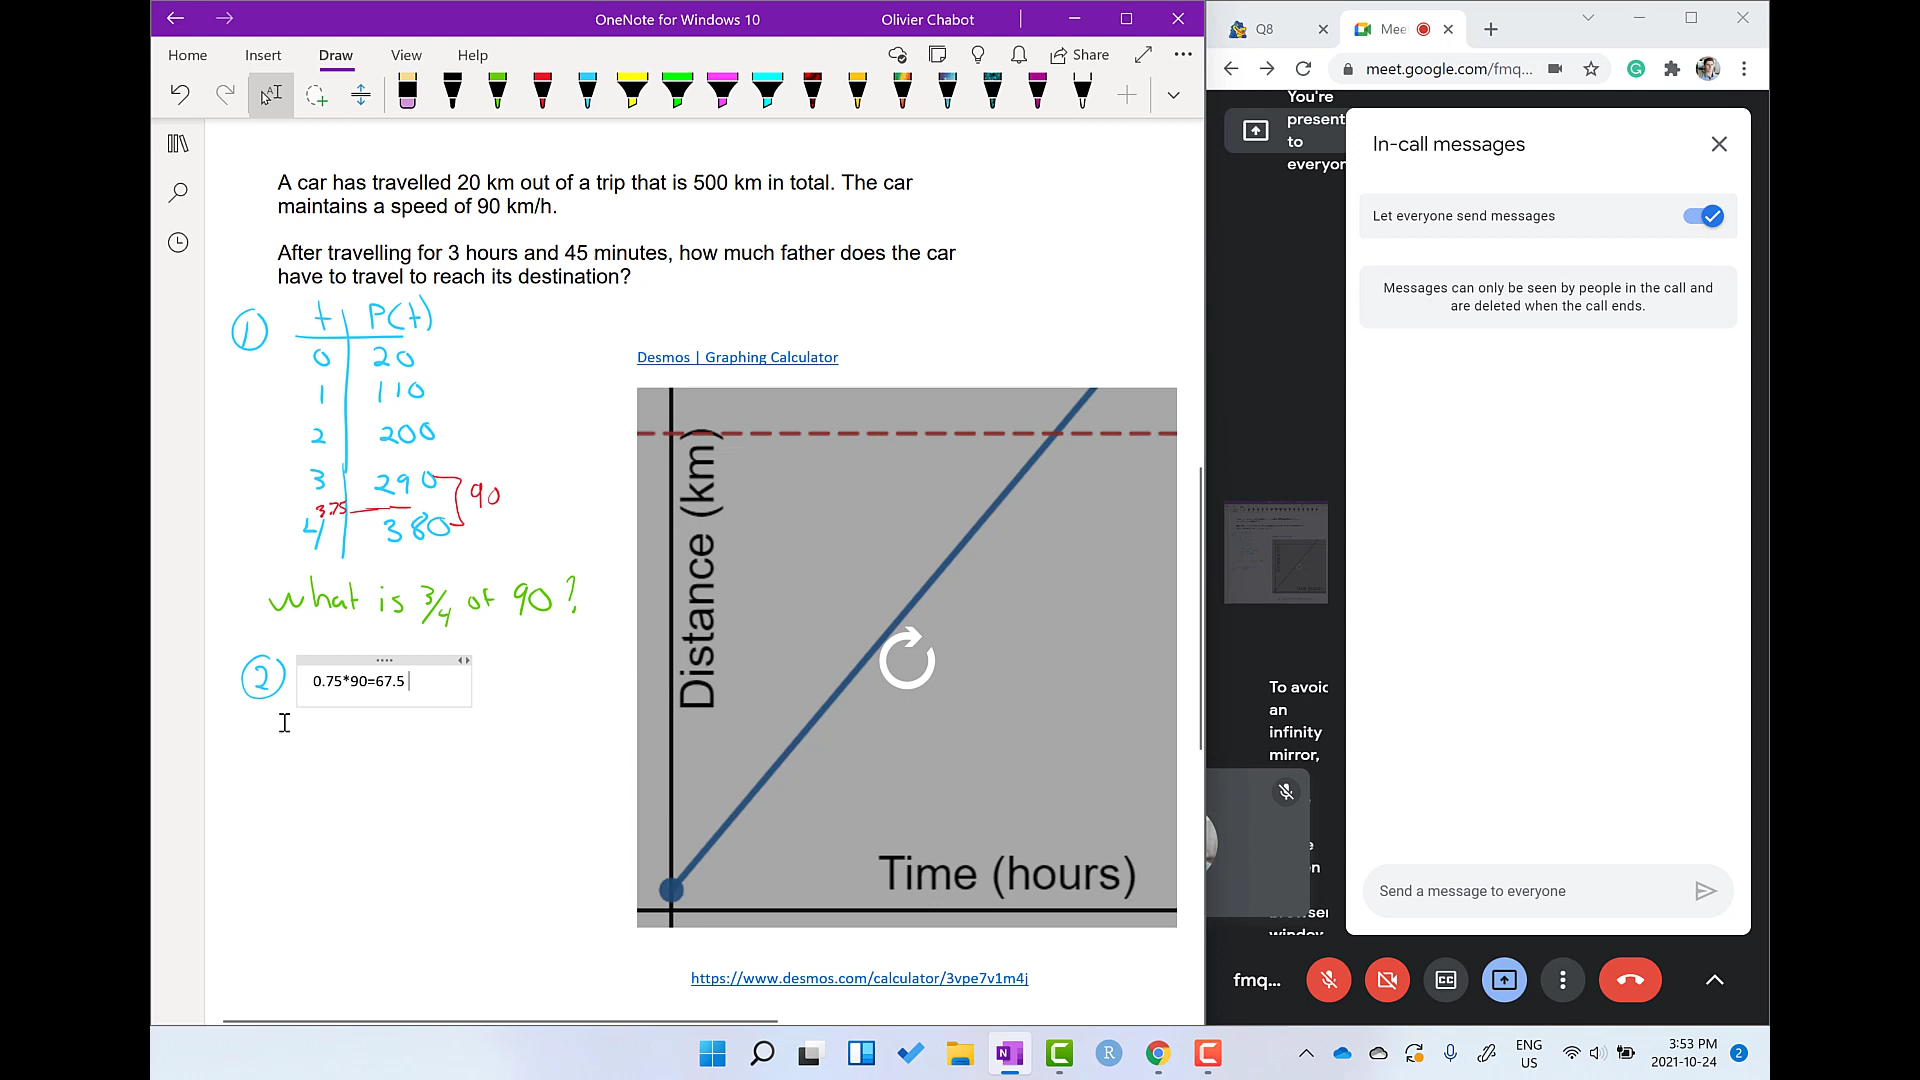 OneNote for Windows 10
Olivier Chabot
Home
Insert
Draw
View
Help
Share
A car has travelled 20 km out of a trip that is 500 km in total. The car
maintains a speed of 90 km/h.
After travelling for 3 hours and 45 minutes, how much father does the car
have to travel to reach its destination?
1
t P(t)
0 20
1 110
2 200
3 290
3.75
4 380
90
What is 3/4 of 90?
2
0.75*90=67.5
Desmos | Graphing Calculator
Distance (km)
Time (hours)
https://www.desmos.com/calculator/3vpe7v1m4j
Q8
Mee
meet.google.com/fmq...
You're
present
to
everyor
In-call messages
Let everyone send messages
Messages can only be seen by people in the call and
are deleted when the call ends.
To avoid
an
infinity
mirror,
Send a message to everyone
fmq...
CC
R
ENG
US
3:53 PM
2021-10-24
2